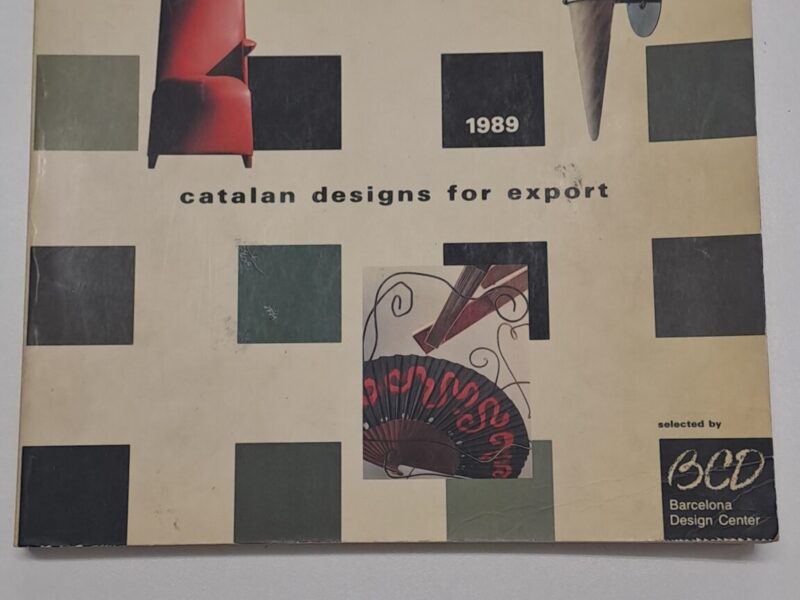 1989
catalan designs for export
selected by
BCD
Barcelona
Design Center